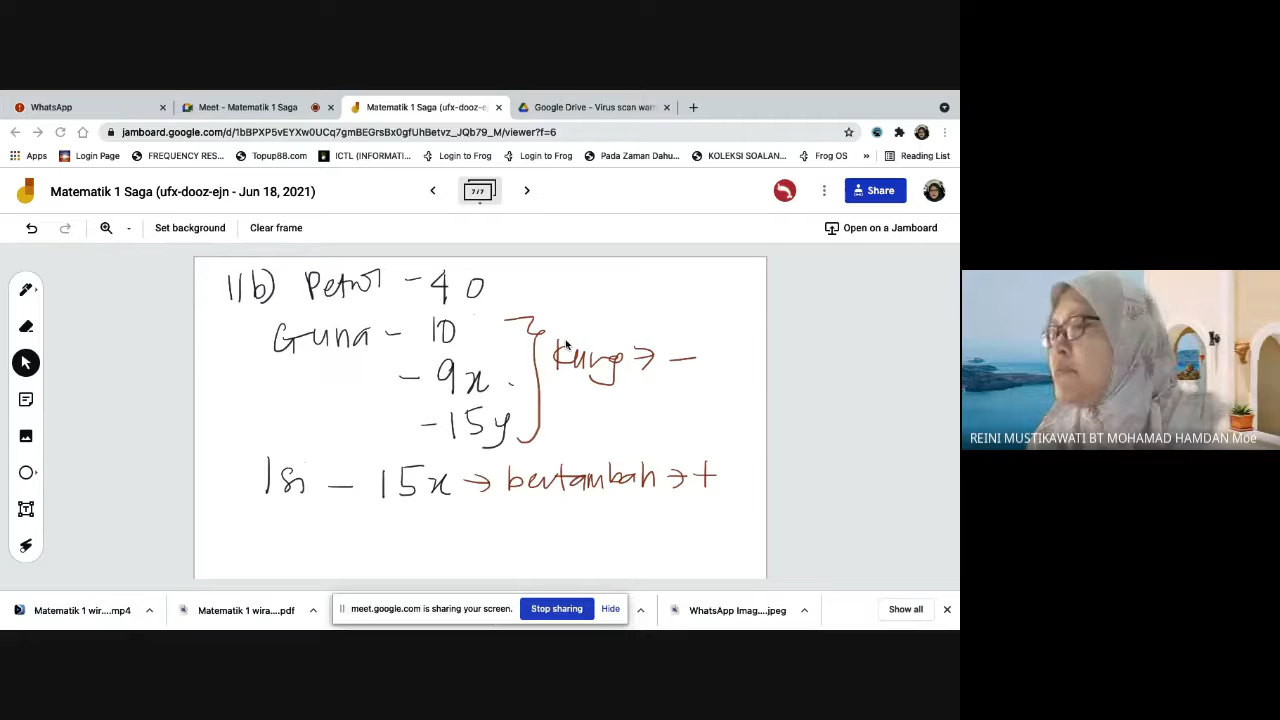 WhatsApp
Meet - Matematik 1 Saga
Matematik 1 Saga (ufx-dooz-e
Google Drive - Virus scan warn
jamboard.google.com/d/1bBPXP5vEYXw0UCq7gmBEGrsBx0gfUhBetvz_JQb79_M/viewer?f=6
Apps
Login Page
FREQUENCY RES...
Topup88.com
ICTL (INFORMATI...
Login to Frog
Login to Frog
Pada Zaman Dahu...
KOLEKSI SOALAN...
Frog OS
»
Reading List
Matematik 1 Saga (ufx-dooz-ejn - Jun 18, 2021)
7/7
Share
Set background
Clear frame
Open on a Jamboard
11b) Petrol - 40
Guna - 10
- 9x
- 15y
Kurg → -
Isi - 15x → bertambah → +
REINI MUSTIKAWATI BT MOHAMAD HAMDAN Moe
Matematik 1 wir....mp4
Matematik 1 wira....pdf
meet.google.com is sharing your screen.
Stop sharing
Hide
WhatsApp Imag....jpeg
Show all